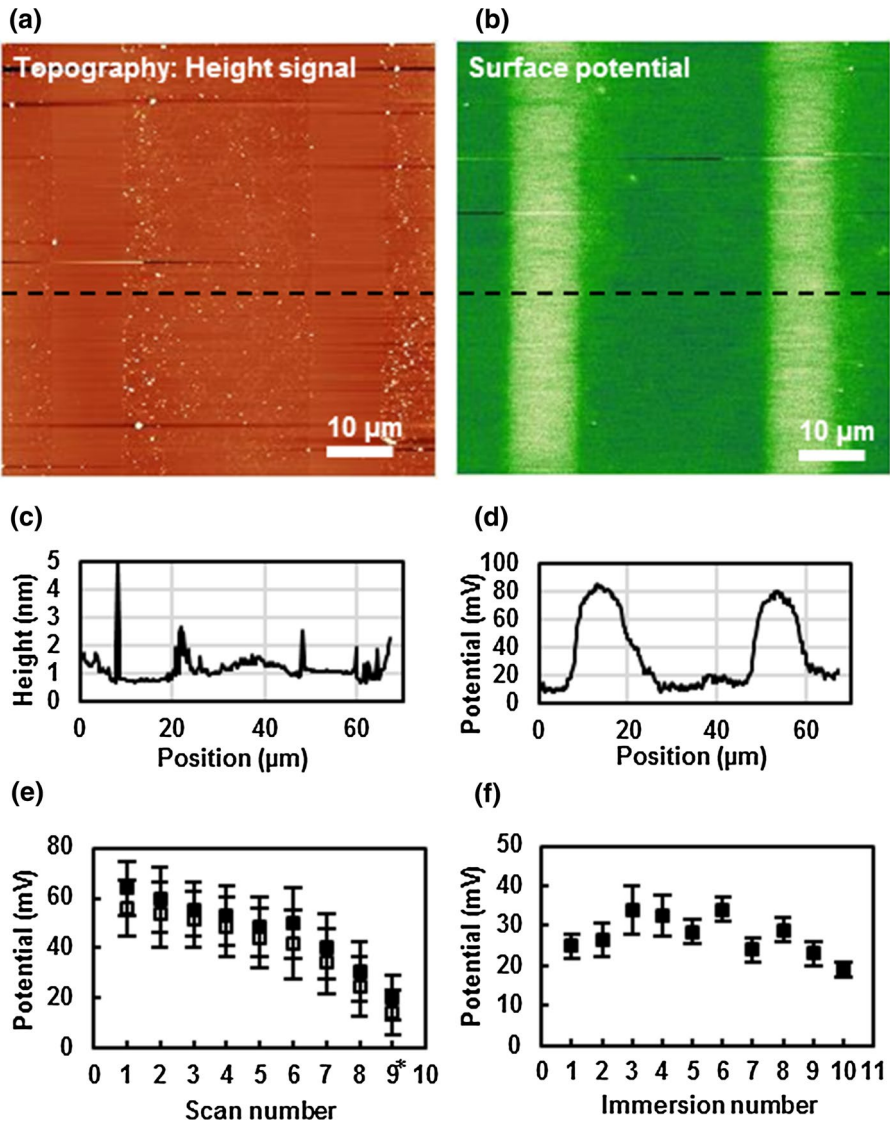 (a)
Topography: Height signal
10 µm
(b)
Surface potential
10 µm
(c)
Height (nm)
5
4
3
2
1
0
0 20 40 60
Position (µm)
(d)
Potential (mV)
100
80
60
40
20
0
0 20 40 60
Position (µm)
(e)
Potential (mV)
80
60
40
20
0
0 1 2 3 4 5 6 7 8 9* 10
Scan number
(f)
Potential (mV)
50
40
30
20
10
0
0 1 2 3 4 5 6 7 8 9 10 11
Immersion number